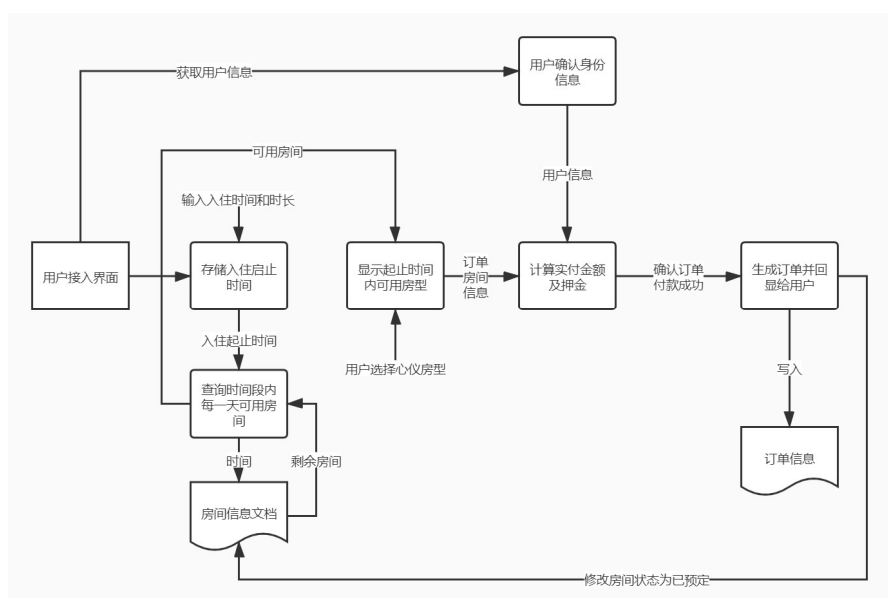 用户确认身份
信息
获取用户信息
可用房间
用户信息
输入入住时间和时长
用户接入界面
存储入住启止
时间
显示起止时间
内可用房型
订单
房间
信息
计算实付金额
及押金
确认订单
付款成功
生成订单并回
显给用户
入住起止时间
用户选择心仪房型
写入
查询时间段内
每一天可用房
间
时间
剩余房间
订单信息
房间信息文档
修改房间状态为已预定